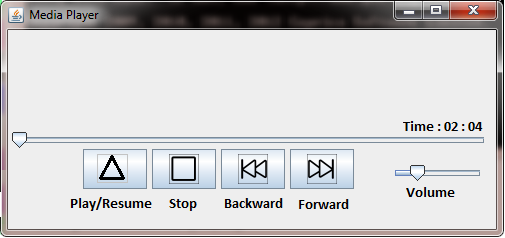 Media Player
Time : 02 : 04
Play/Resume Stop Backward Forward
Volume